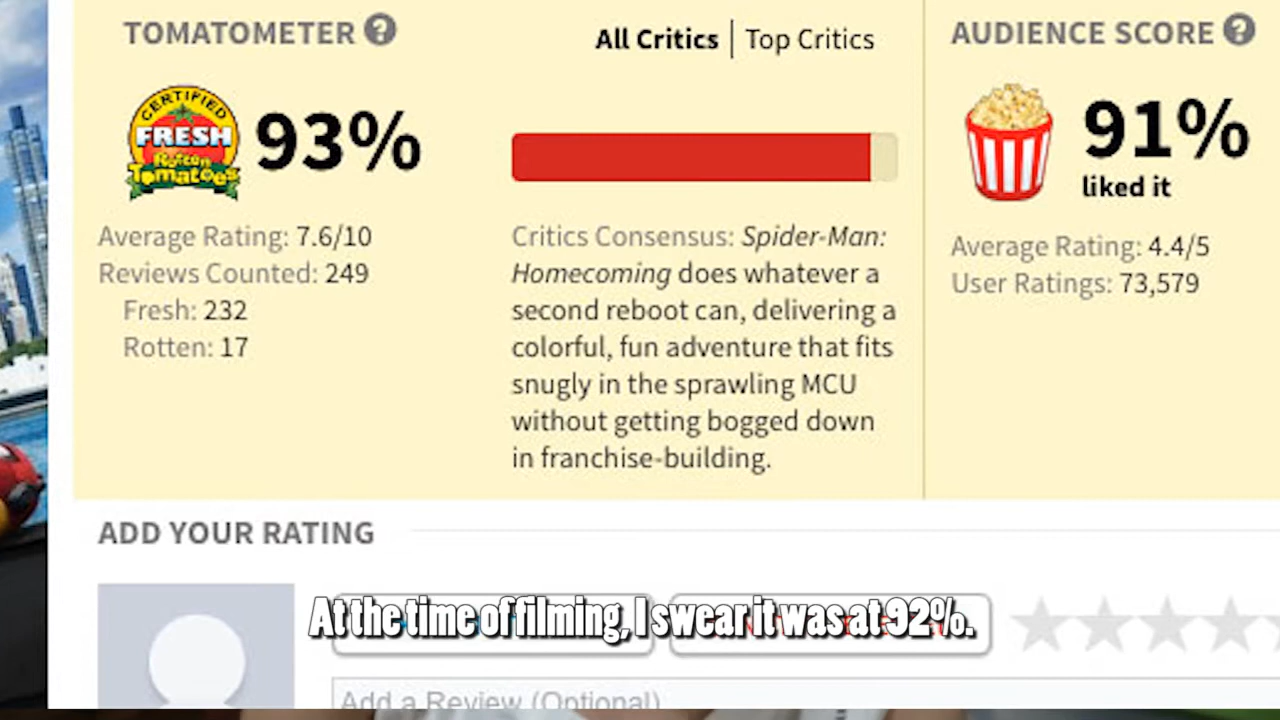 TOMATOMETER ?
All Critics | Top Critics
AUDIENCE SCORE ?
CERTIFIED
FRESH
Rotten
Tomatoes
93%
91%
liked it
Average Rating: 7.6/10
Reviews Counted: 249
Fresh: 232
Rotten: 17
Critics Consensus: Spider-Man:
Homecoming does whatever a
second reboot can, delivering a
colorful, fun adventure that fits
snugly in the sprawling MCU
without getting bogged down
in franchise-building.
Average Rating: 4.4/5
User Ratings: 73,579
ADD YOUR RATING
At the time of filming, I swear it was at 92%.
Add a Review (Optional)